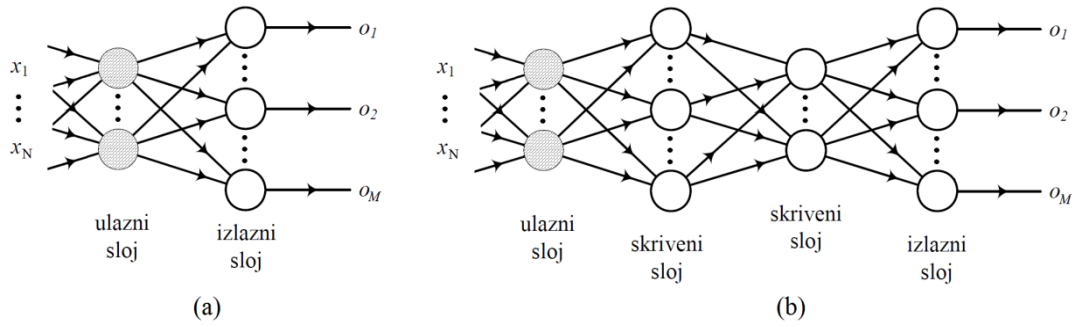 x1
xN
o1
o2
oM
ulazni
sloj
izlazni
sloj
(a)
x1
xN
o1
o2
oM
ulazni
sloj
skriveni
sloj
skriveni
sloj
izlazni
sloj
(b)